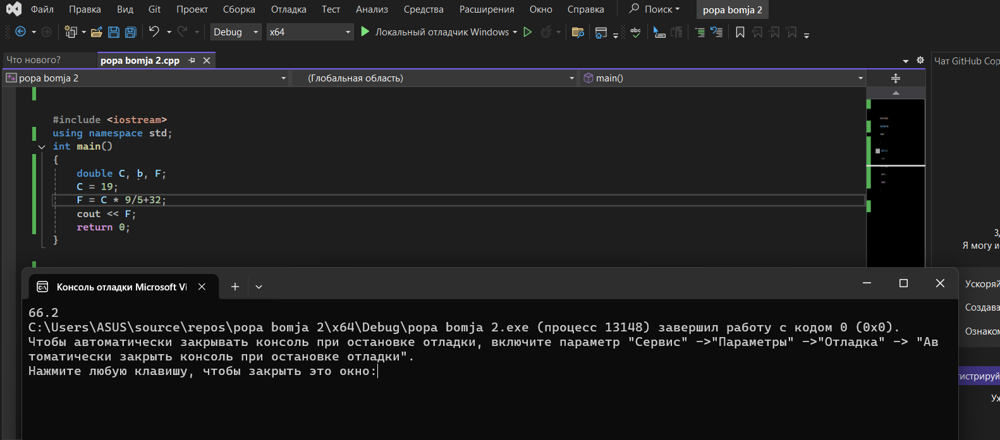 Файл Правка Вид Git Проект Сборка Отладка Тест Анализ Средства Расширения Окно Справка Поиск popa bomja 2
Debug x64 Локальный отладчик Windows abc
Что нового? popa bomja 2.cpp Чат GitHub Cop
popa bomja 2 (Глобальная область) main()
#include <iostream>
using namespace std;
int main()
{
double C, b, F;
C = 19;
F = C * 9/5+32;
cout << F;
return 0;
}
Я могу и
Консоль отладки Microsoft Vi
Ускоряй
Создава
Ознаком
гистрируй
Уж
66.2
C:\Users\ASUS\source\repos\popa bomja 2\x64\Debug\popa bomja 2.exe (процесс 13148) завершил работу с кодом 0 (0x0).
Чтобы автоматически закрывать консоль при остановке отладки, включите параметр "Сервис" ->"Параметры" ->"Отладка" -> "Ав
томатически закрыть консоль при остановке отладки".
Нажмите любую клавишу, чтобы закрыть это окно: